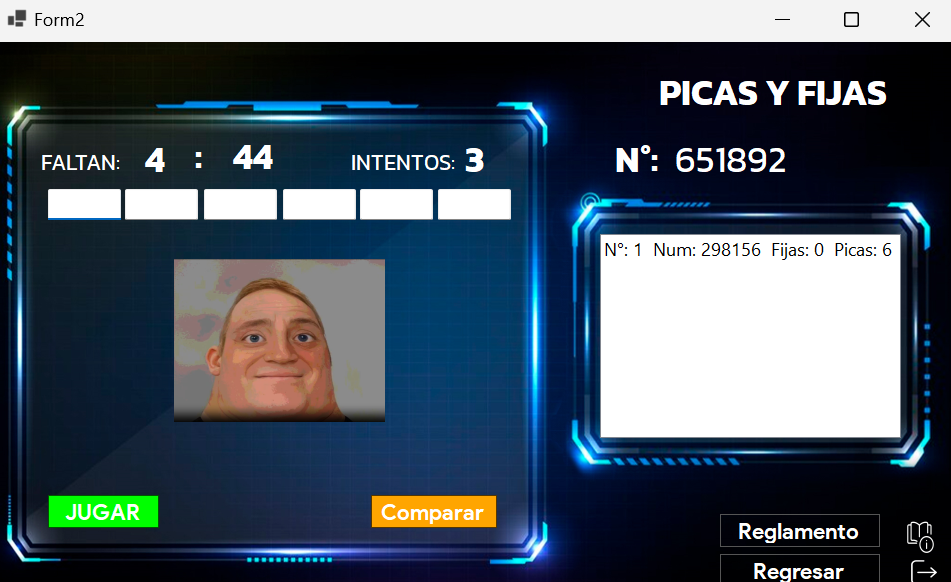 Form2
PICAS Y FIJAS
FALTAN: 4 : 44 INTENTOS: 3
N°: 651892
N°: 1 Num: 298156 Fijas: 0 Picas: 6
JUGAR
Comparar
Reglamento
Regresar